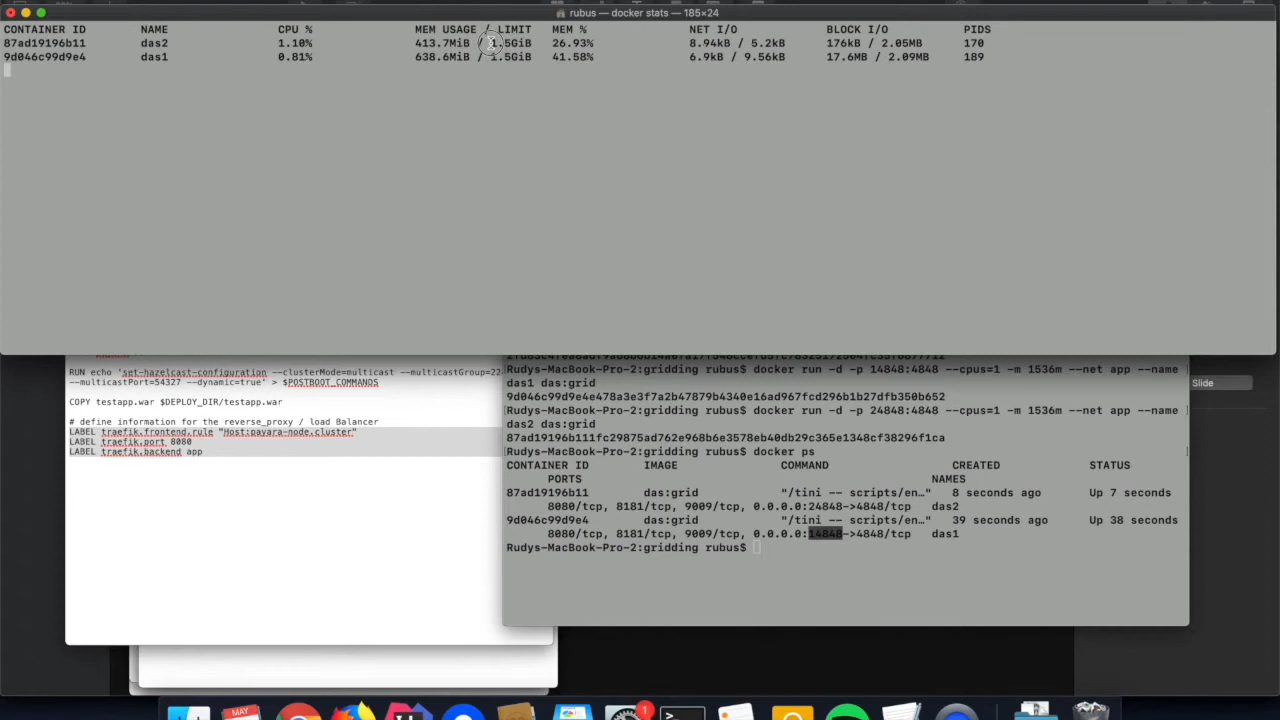 rubus — docker stats — 185×24
CONTAINER ID NAME CPU % MEM USAGE / LIMIT MEM % NET I/O BLOCK I/O PIDS
87ad19196b11 das2 1.10% 413.7MiB / 1.5GiB 26.93% 8.94kB / 5.2kB 176kB / 2.05MB 170
9d046c99d9e4 das1 0.81% 638.6MiB / 1.5GiB 41.58% 6.9kB / 9.56kB 17.6MB / 2.09MB 189
RUN echo 'set-hazelcast-configuration --clusterMode=multicast --multicastGroup=22
--multicastPort=54327 --dynamic=true' > $POSTBOOT_COMMANDS
COPY testapp.war $DEPLOY_DIR/testapp.war
# define information for the reverse_proxy / load Balancer
LABEL traefik.frontend.rule "Host:payara-node.cluster"
LABEL traefik.port 8080
LABEL traefik.backend app
Rudys-MacBook-Pro-2:gridding rubus$ docker run -d -p 14848:4848 --cpus=1 -m 1536m --net app --name
das1 das:grid
9d046c99d9e4e478a3e3f7a2b47879b4340e16ad967fcd296b1b27dfb350b652
Rudys-MacBook-Pro-2:gridding rubus$ docker run -d -p 24848:4848 --cpus=1 -m 1536m --net app --name
das2 das:grid
87ad19196b111fc29875ad762e968b6e3578eb40db29c365e1348cf38296f1ca
Rudys-MacBook-Pro-2:gridding rubus$ docker ps
CONTAINER ID IMAGE COMMAND CREATED STATUS
PORTS NAMES
87ad19196b11 das:grid "/tini -- scripts/en…" 8 seconds ago Up 7 seconds
8080/tcp, 8181/tcp, 9009/tcp, 0.0.0.0:24848->4848/tcp das2
9d046c99d9e4 das:grid "/tini -- scripts/en…" 39 seconds ago Up 38 seconds
8080/tcp, 8181/tcp, 9009/tcp, 0.0.0.0:14848->4848/tcp das1
Rudys-MacBook-Pro-2:gridding rubus$
Slide
MAY
1